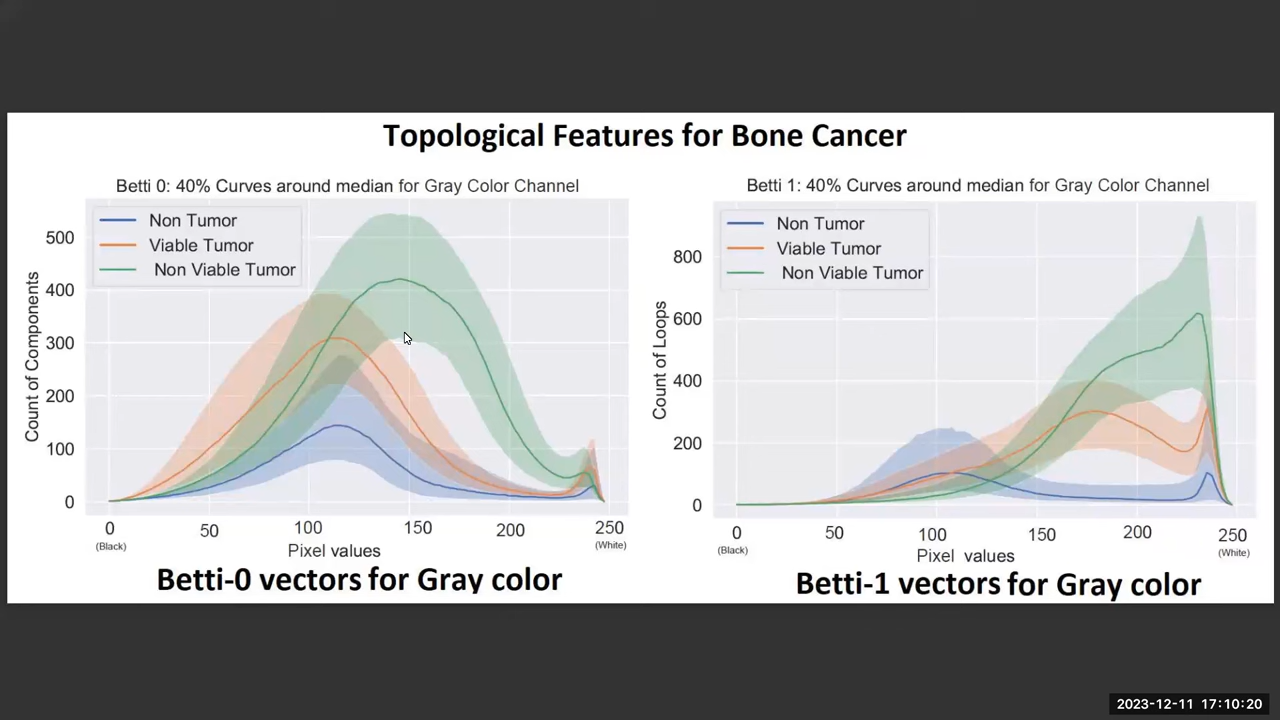 Topological Features for Bone Cancer
Betti 0: 40% Curves around median for Gray Color Channel
Non Tumor
Viable Tumor
Non Viable Tumor
Count of Components
500
400
300
200
100
0
0
50
100
150
200
250
(Black)
(White)
Pixel values
Betti-0 vectors for Gray color
Betti 1: 40% Curves around median for Gray Color Channel
Non Tumor
Viable Tumor
Non Viable Tumor
Count of Loops
800
600
400
200
0
0
50
100
150
200
250
(Black)
(White)
Pixel values
Betti-1 vectors for Gray color
2023-12-11 17:10:20